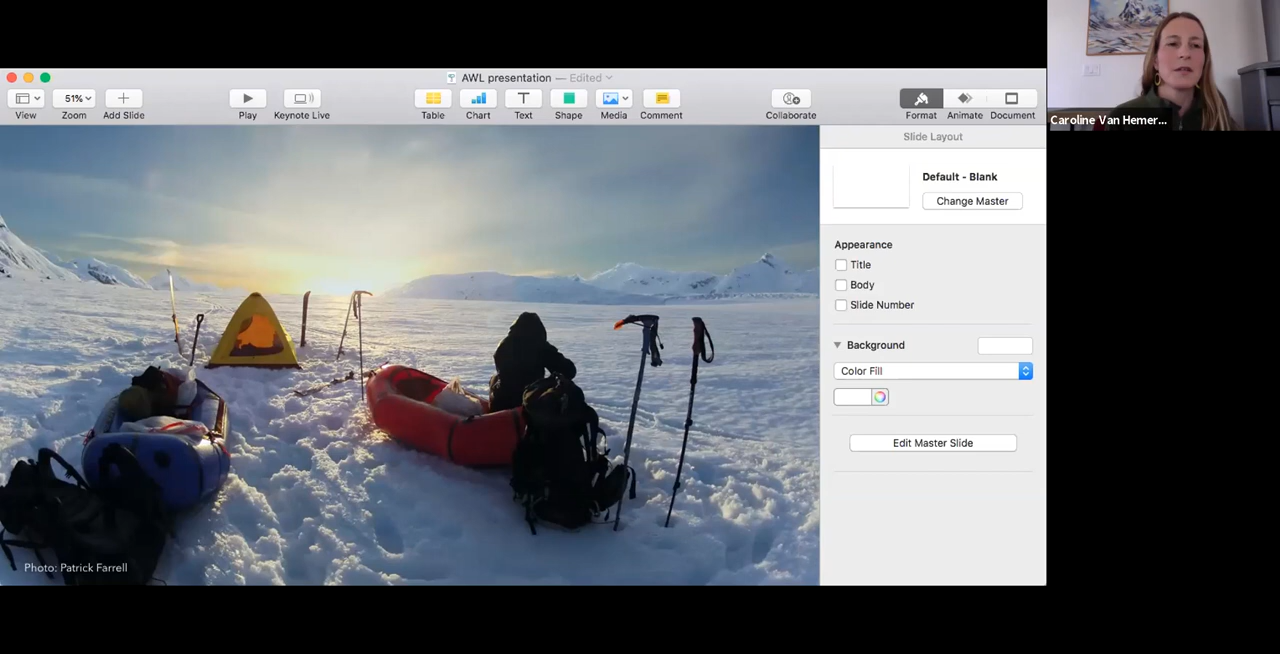 AWL presentation — Edited
51%
View
Zoom
Add Slide
Play
Keynote Live
Table
Chart
Text
Shape
Media
Comment
Collaborate
Format
Animate
Document
Caroline Van Hemer...
Slide Layout
Default - Blank
Change Master
Appearance
Title
Body
Slide Number
Background
Color Fill
Edit Master Slide
Photo: Patrick Farrell